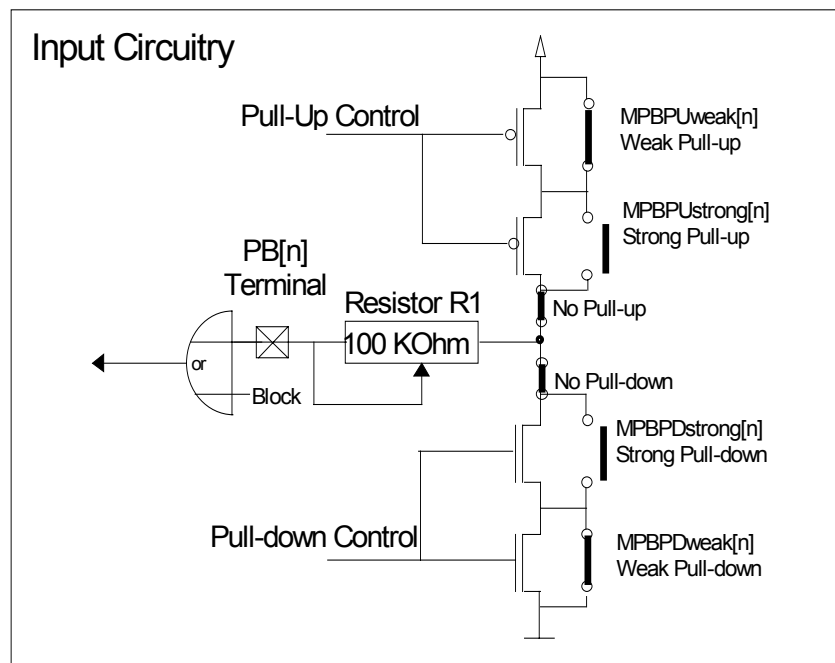 Input Circuitry
Pull-Up Control
MPBPUweak[n]
Weak Pull-up
MPBPUstrong[n]
Strong Pull-up
PB[n]
Terminal
Resistor R1
No Pull-up
100 KOhm
or
Block
No Pull-down
MPBPDstrong[n]
Strong Pull-down
Pull-down Control
MPBPDweak[n]
Weak Pull-down